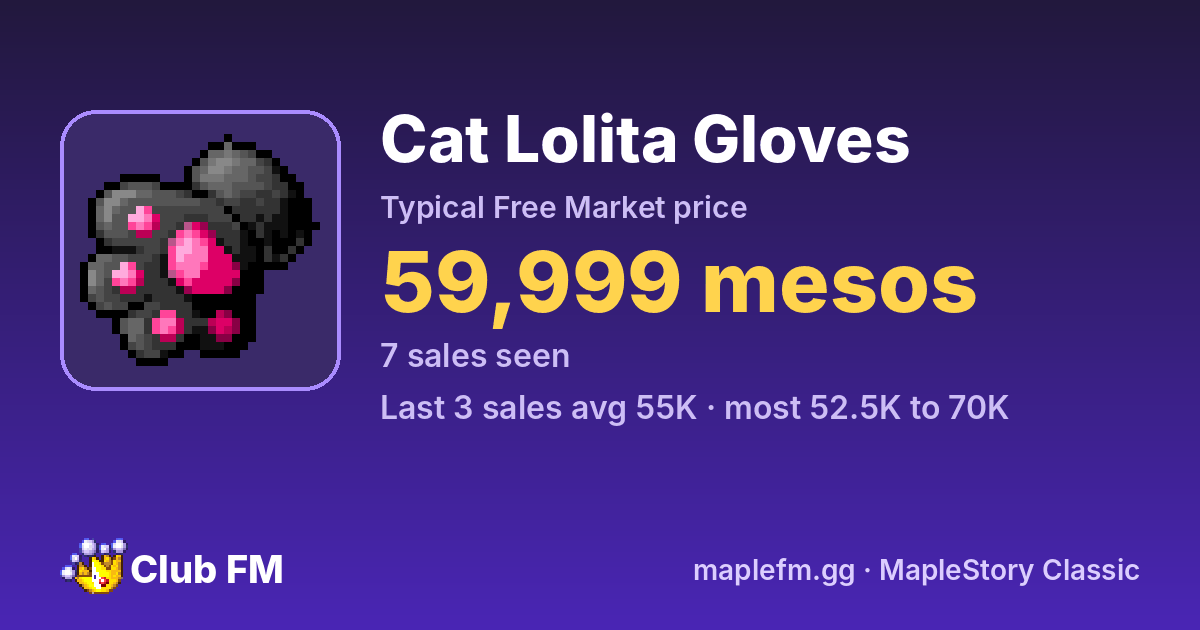 Cat Lolita Gloves
Typical Free Market price
59,999 mesos
7 sales seen
Last 3 sales avg 55K · most 52.5K to 70K
Club FM
maplefm.gg · MapleStory Classic